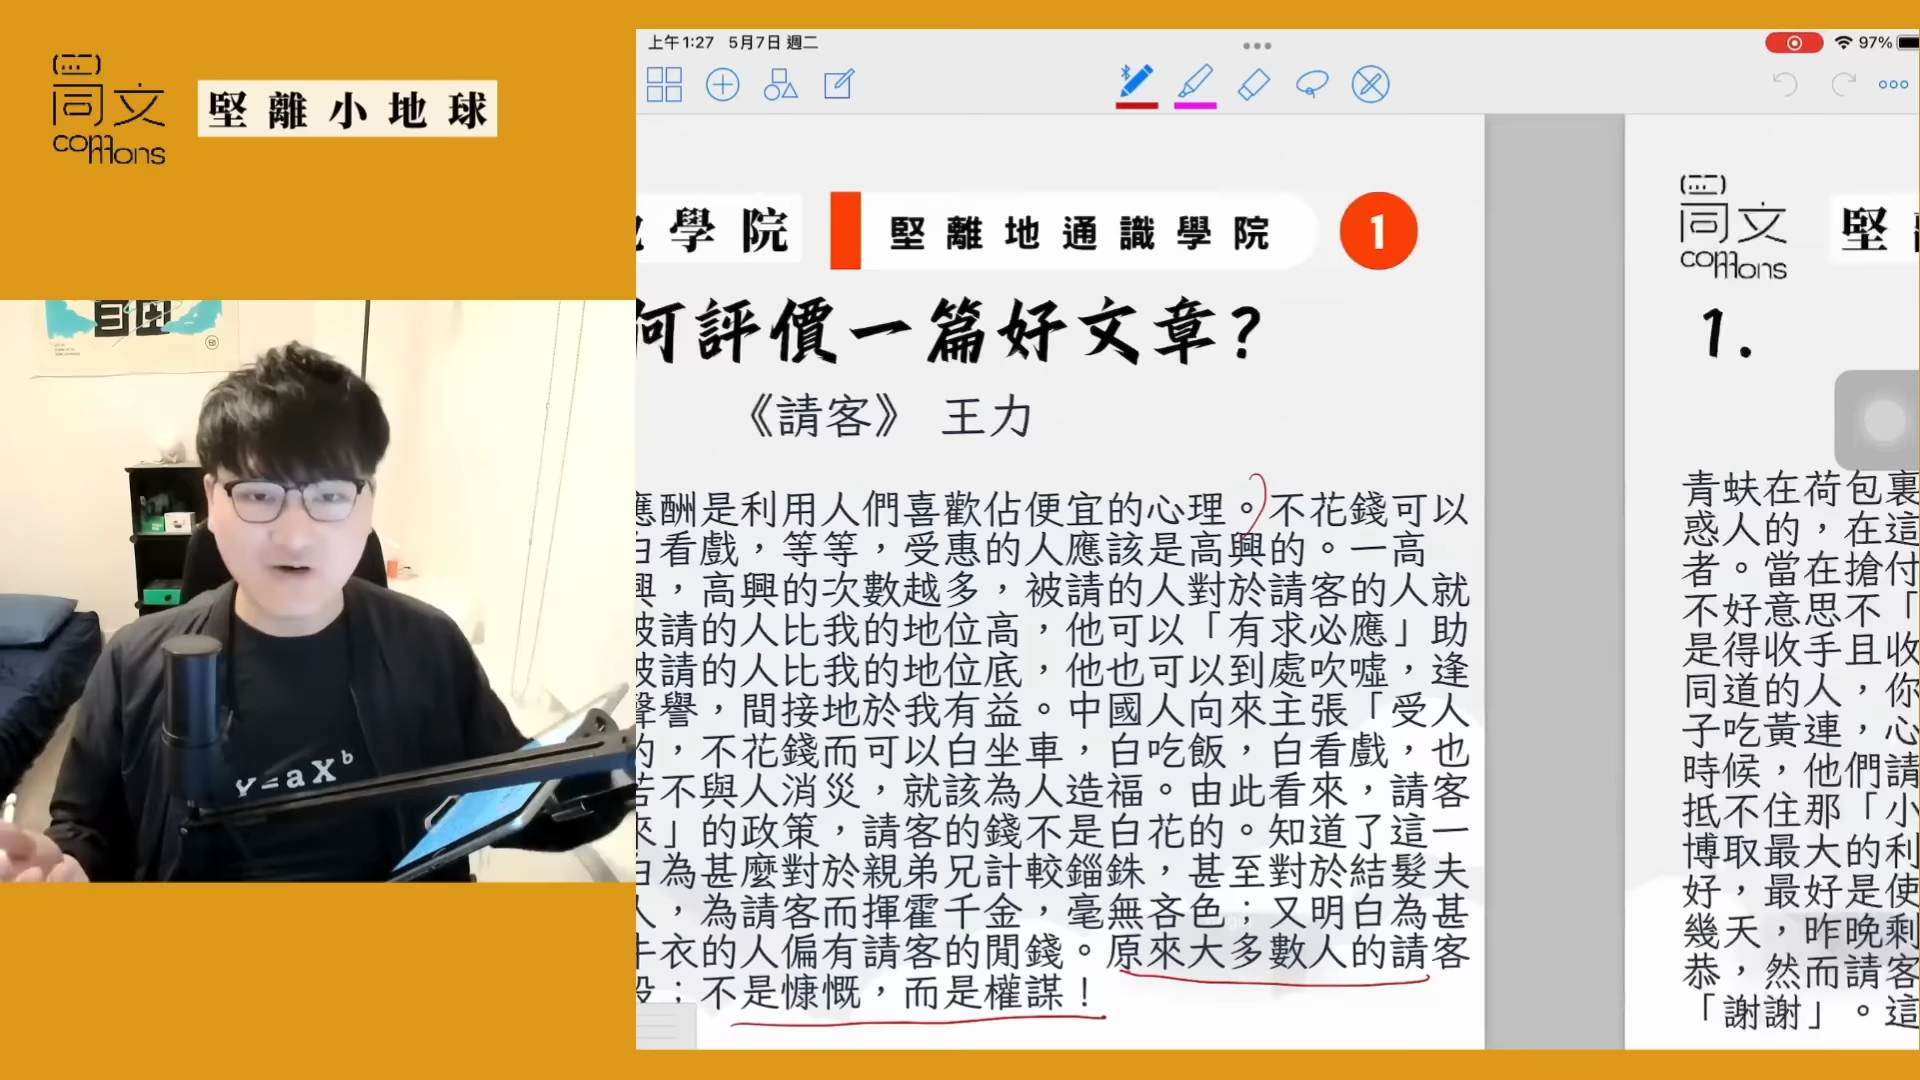 同文
commons
堅離小地球
自由
y=ax^b
上午1:27 5月7日 週二
97%
學院
堅離地通識學院
1
何評價一篇好文章?
《請客》 王力
應酬是利用人們喜歡佔便宜的心理。不花錢可以
白看戲,等等,受惠的人應該是高興的。一高
興,高興的次數越多,被請的人對於請客的人就
被請的人比我的地位高,他可以「有求必應」助
被請的人比我的地位底,他也可以到處吹噓,逢
聲譽,間接地於我有益。中國人向來主張「受人
的,不花錢而可以白坐車,白吃飯,白看戲,也
若不與人消災,就該為人造福。由此看來,請客
來」的政策,請客的錢不是白花的。知道了這一
白為甚麼對於親弟兄計較錙銖,甚至對於結髮夫
人,為請客而揮霍千金,毫無吝色;又明白為甚
牛衣的人偏有請客的閒錢。原來大多數人的請客
段;不是慷慨,而是權謀!
同文
commons
堅
1.
青蚨在荷包裏
惑人的,在這
者。當在搶付
不好意思不「
是得收手且收
同道的人,你
子吃黃連,心
時候,他們請
抵不住那「小
博取最大的利
好,最好是使
幾天,昨晚剩
恭,然而請客
「謝謝」。這